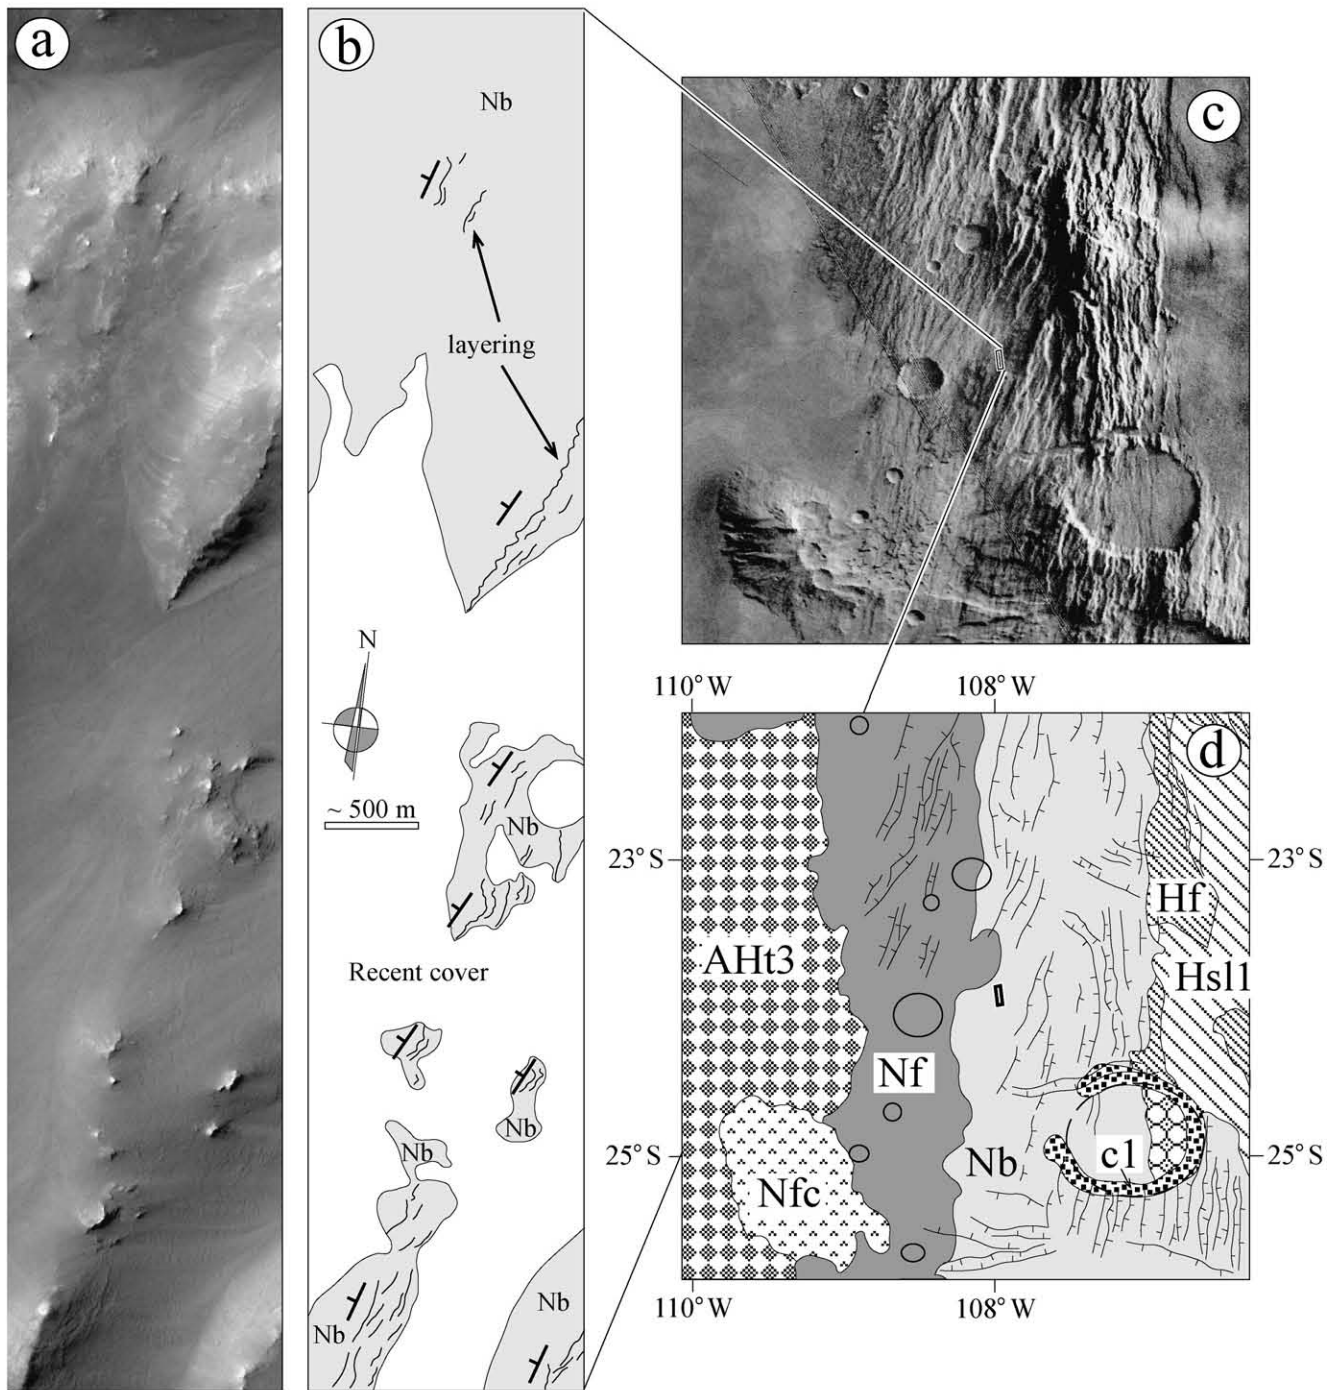 a
b
Nb
layering
N
~ 500 m
Nb
Recent cover
Nb
Nb
Nb
Nb
c
110° W
108° W
d
23° S
23° S
Hf
AHt3
Hsl1
Nf
25° S
Nb
c1
25° S
Nfc
110° W
108° W